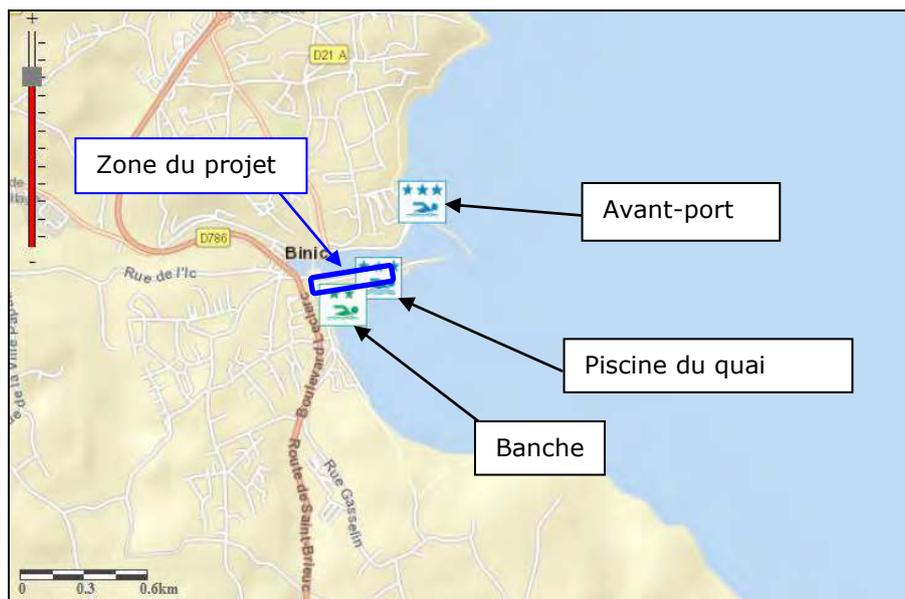 +
D21 A
Zone du projet
Avant-port
D786
Binic
Rue de l'Ic
Boulevard Leclerc
Piscine du quai
Banche
Route de Saint-Brieuc
Rue Gasselin
-
0 0.3 0.6km